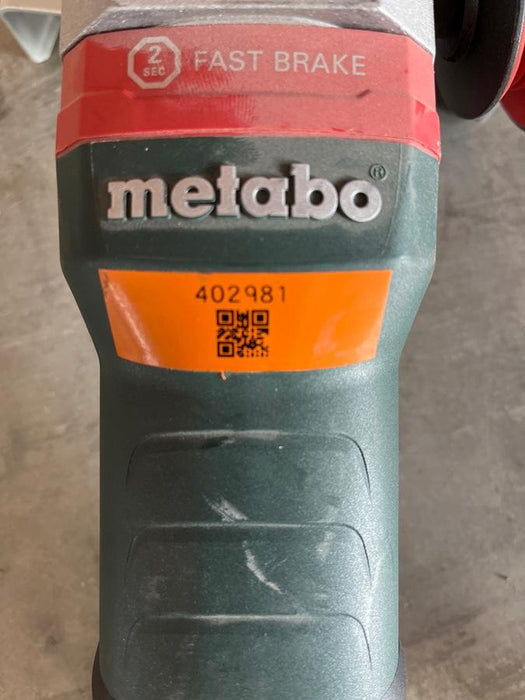 2
SEC
FAST BRAKE
metabo®
402981